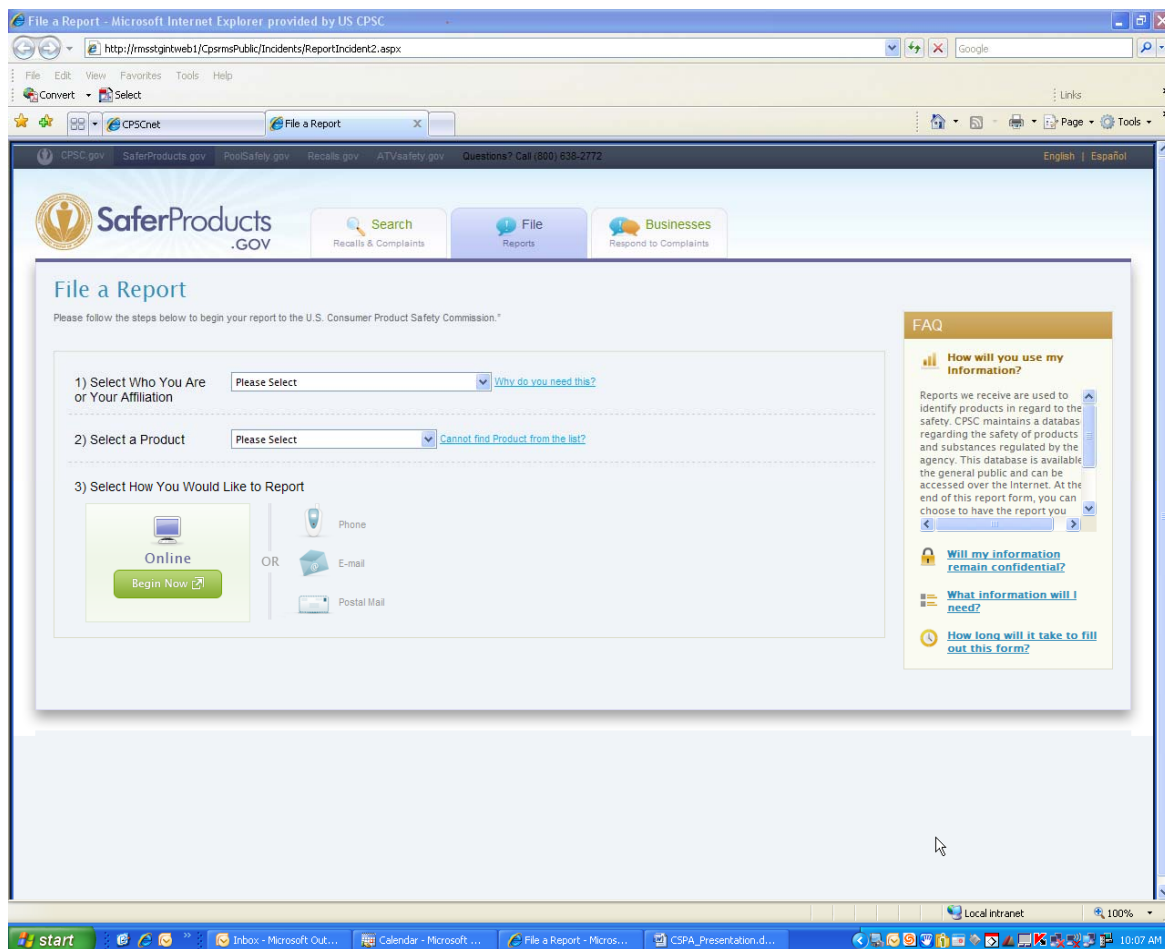 File a Report - Microsoft Internet Explorer provided by US CPSC
http://rmsstgintweb1/CpsrmsPublic/Incidents/ReportIncident2.aspx
Google
File Edit View Favorites Tools Help
Convert Select
Links
CPSCnet File a Report X Page Tools
CPSC.gov SaferProducts.gov PoolSafely.gov Recalls.gov ATVsafety.gov Questions? Call (800) 638-2772 English | Español
SaferProducts
.GOV
Search
Recalls & Complaints
File
Reports
Businesses
Respond to Complaints
File a Report
Please follow the steps below to begin your report to the U.S. Consumer Product Safety Commission."
1) Select Who You Are
or Your Affiliation
Please Select
Why do you need this?
2) Select a Product
Please Select
Cannot find Product from the list?
3) Select How You Would Like to Report
Online
Begin Now
OR
Phone
E-mail
Postal Mail
FAQ
How will you use my
Information?
Reports we receive are used to
identify products in regard to the
safety. CPSC maintains a databas
regarding the safety of products
and substances regulated by the
agency. This database is available
the general public and can be
accessed over the Internet. At the
end of this report form, you can
choose to have the report you
Will my information
remain confidential?
What information will I
need?
How long will it take to fill
out this form?
Local intranet 100%
start Inbox - Microsoft Out... Calendar - Microsoft ... File a Report - Micros... CSPA_Presentation.d... 10:07 AM